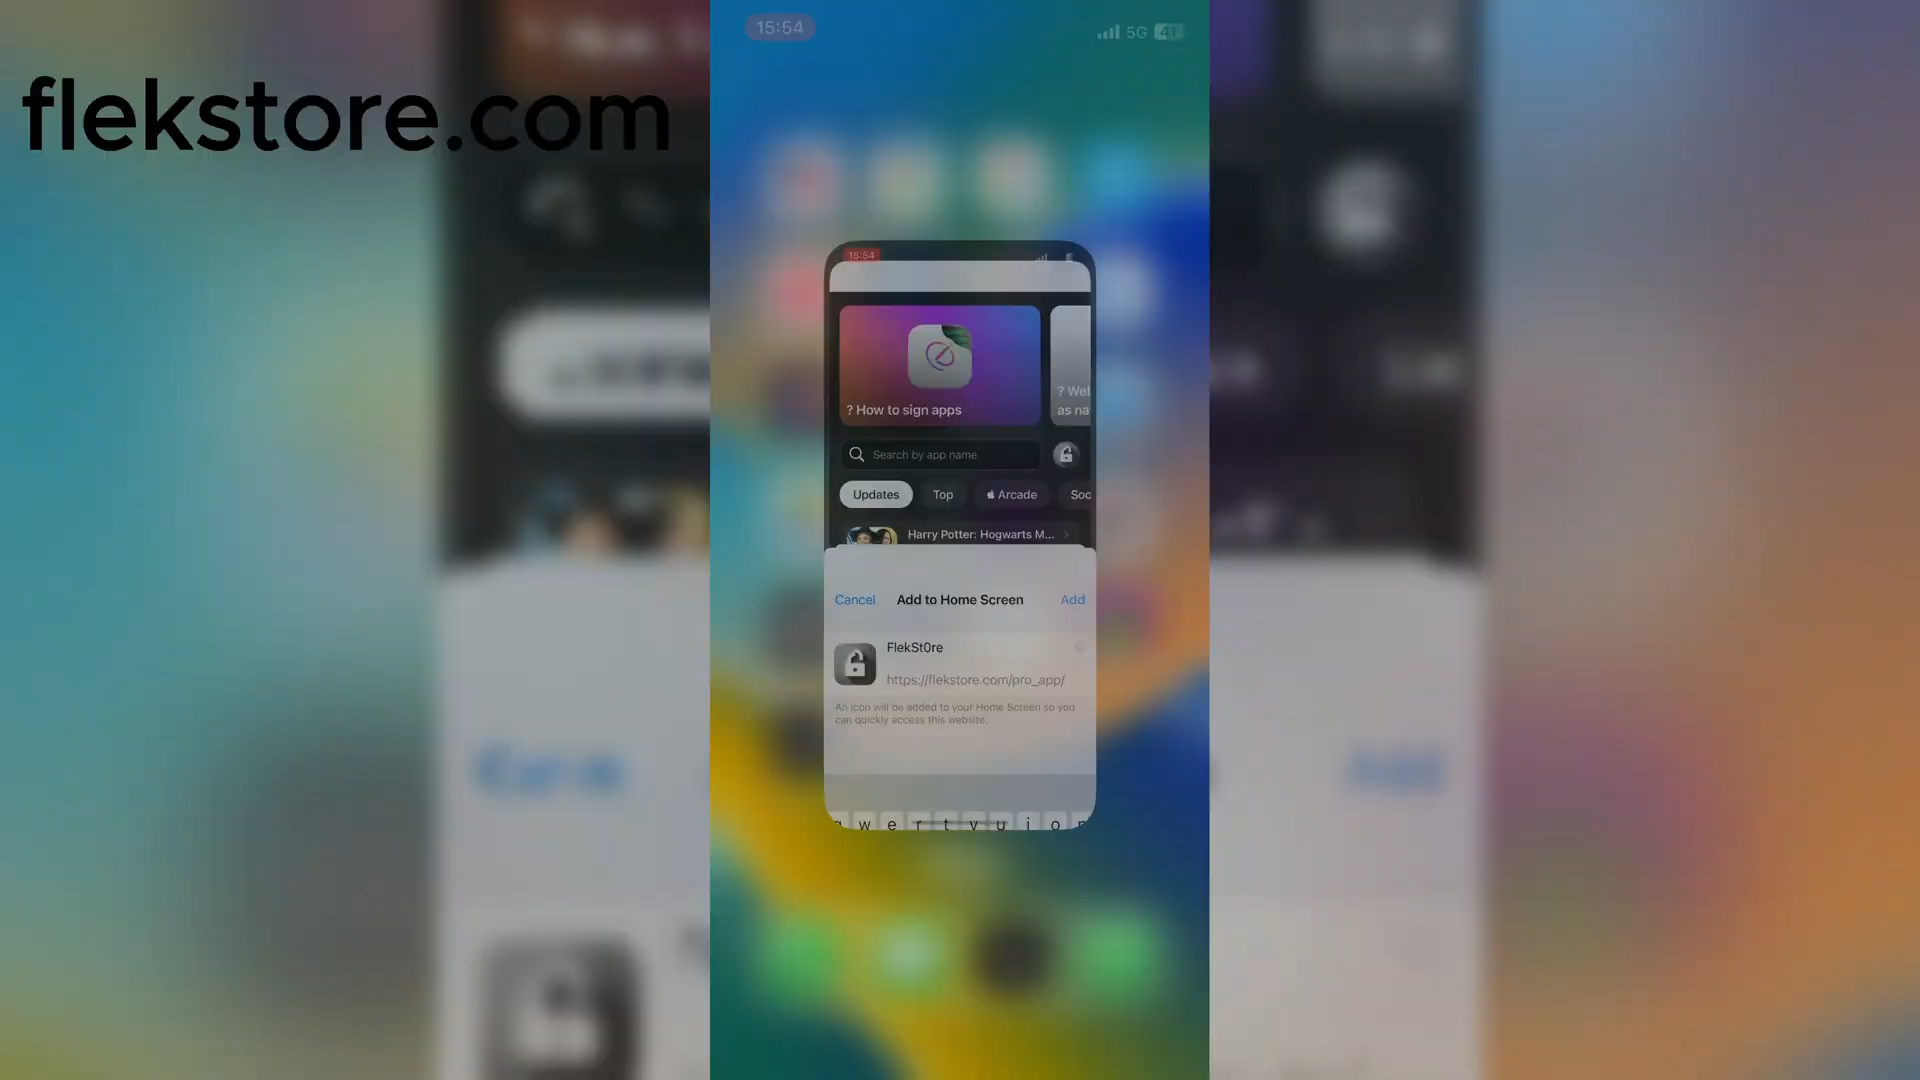 flekstore.com
15:54
5G 41
15:54
? How to sign apps
? Wel
as na
Search by app name
Updates Top Arcade Soc
Harry Potter: Hogwarts M...
Cancel Add to Home Screen Add
FlekSt0re
https://flekstore.com/pro_app/
An icon will be added to your Home Screen so you
can quickly access this website.
w e r t y u i o